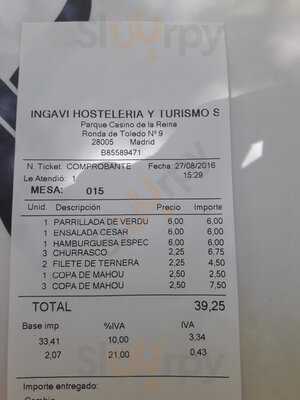 Sluurpy
INGAVI HOSTELERIA Y TURISMO S
Parque Casino de la Reina
Ronda de Toledo Nº 9
28005 Madrid
B85589471
N. Ticket. COMPROBANTE Fecha: 27/08/2016
Le Atendió: 1 15:29
MESA: 015
Unid. Descripción Precio Importe
1 PARRILLADA DE VERDU 6,00 6,00
1 ENSALADA CESAR 6,00 6,00
1 HAMBURGUESA ESPEC 6,00 6,00
3 CHURRASCO 2,25 6,75
2 FILETE DE TERNERA 2,25 4,50
1 COPA DE MAHOU 2,50 2,50
3 COPA DE MAHOU 2,50 7,50
TOTAL 39,25
Base imp %IVA IVA
33,41 10,00 3,34
2,07 21,00 0,43
Importe entregado:
Cambio